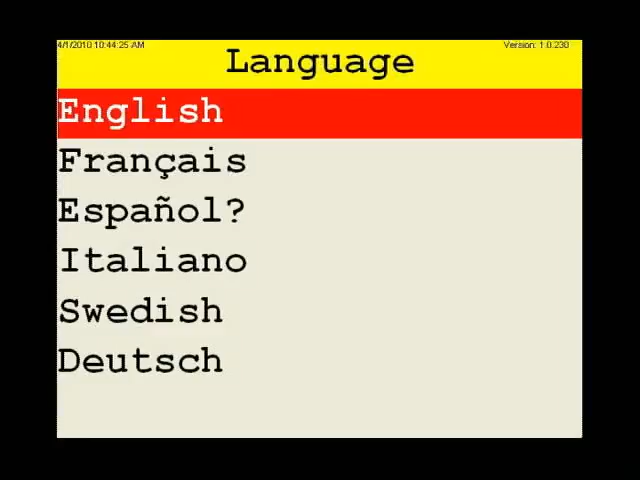 4/1/2010 10:44:25 AM
Version: 1.0.230
Language
English
Français
Español?
Italiano
Swedish
Deutsch